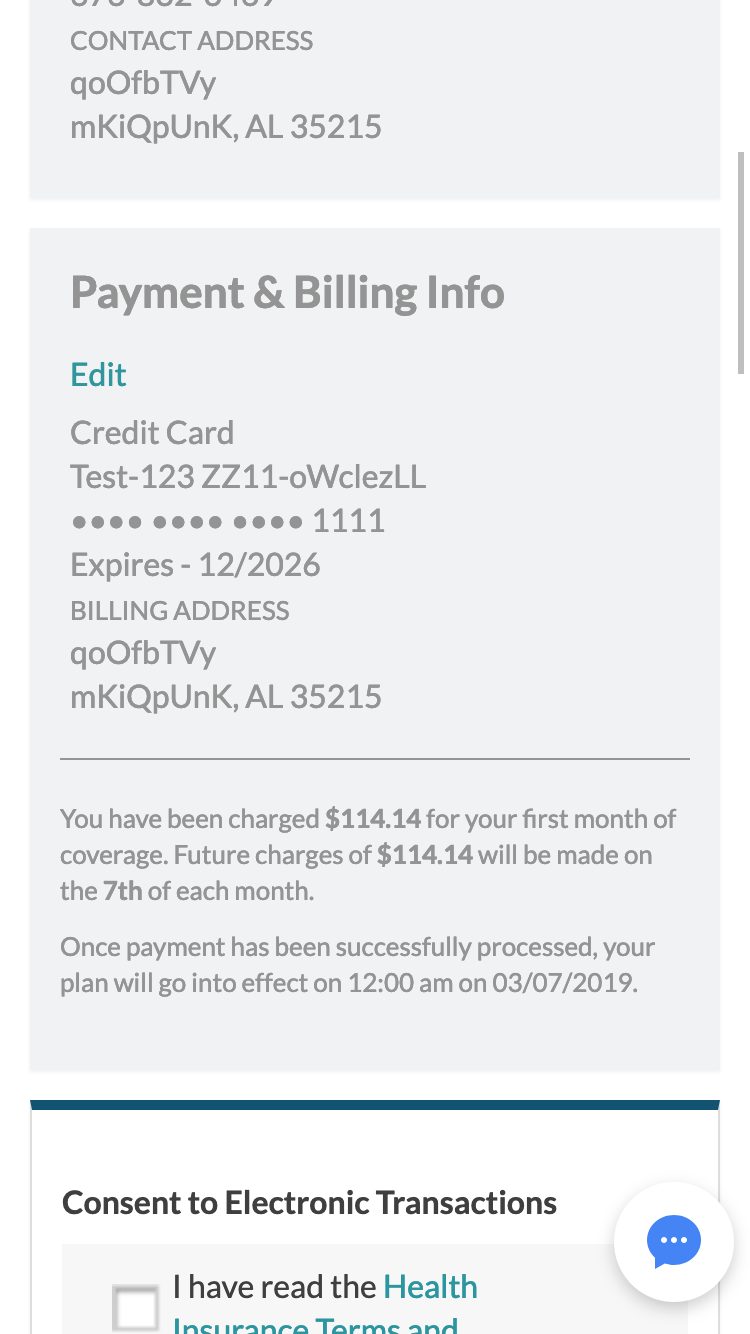 CONTACT ADDRESS
qoOfbTVy
mKiQpUnK, AL 35215
Payment & Billing Info
Edit
Credit Card
Test-123 ZZ11-oWclezLL
•••• •••• •••• 1111
Expires - 12/2026
BILLING ADDRESS
qoOfbTVy
mKiQpUnK, AL 35215
You have been charged $114.14 for your first month of
coverage. Future charges of $114.14 will be made on
the 7th of each month.
Once payment has been successfully processed, your
plan will go into effect on 12:00 am on 03/07/2019.
Consent to Electronic Transactions
I have read the Health
Insurance Terms and